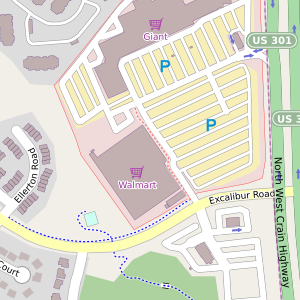 Giant
US 301
P
P
US 3
Ellerton Road
Walmart
Excalibur Road
North West Crain Highway
Court